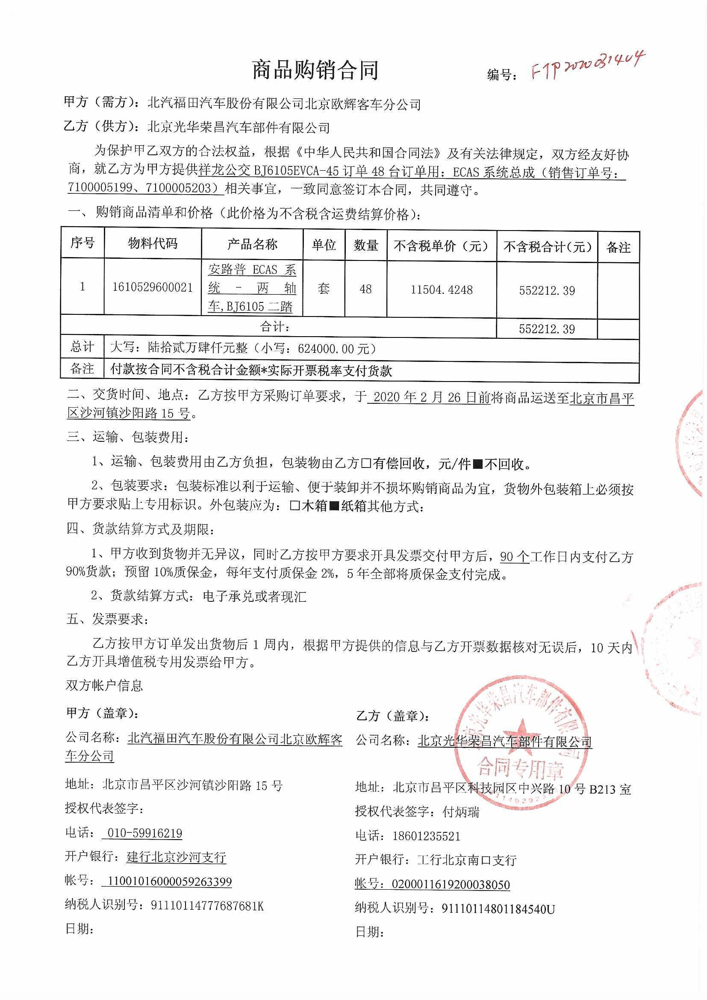 商品购销合同
编号：FTP2020031404
甲方（需方）：北汽福田汽车股份有限公司北京欧辉客车分公司
乙方（供方）：北京光华荣昌汽车部件有限公司
为保护甲乙双方的合法权益，根据《中华人民共和国合同法》及有关法律规定，双方经友好协
商，就乙方为甲方提供祥龙公交 BJ6105EVCA-45 订单 48 台订单用：ECAS 系统总成（销售订单号：
7100005199、7100005203）相关事宜，一致同意签订本合同，共同遵守。
一、购销商品清单和价格（此价格为不含税含运费结算价格）：
序号 物料代码 产品名称 单位 数量 不含税单价（元） 不含税合计(元) 备注
安路普 ECAS 系
1 1610529600021 统 - 两 轴 套 48 11504.4248 552212.39
车,BJ6105 二踏
合计： 552212.39
总计 大写：陆拾贰万肆仟元整（小写：624000.00 元）
备注 付款按合同不含税合计金额*实际开票税率支付货款
二、交货时间、地点：乙方按甲方采购订单要求，于 2020 年 2 月 26 日前将商品运送至北京市昌平
区沙河镇沙阳路 15 号。
三、运输、包装费用：
1、运输、包装费用由乙方负担，包装物由乙方□有偿回收，元/件■不回收。
2、包装要求：包装标准以利于运输、便于装卸并不损坏购销商品为宜，货物外包装箱上必须按
甲方要求贴上专用标识。外包装应为：□木箱■纸箱其他方式：
四、货款结算方式及期限：
1、甲方收到货物并无异议，同时乙方按甲方要求开具发票交付甲方后，90 个工作日内支付乙方
90%货款；预留 10%质保金，每年支付质保金 2%，5 年全部将质保金支付完成。
2、货款结算方式：电子承兑或者现汇
五、发票要求：
乙方按甲方订单发出货物后 1 周内，根据甲方提供的信息与乙方开票数据核对无误后，10 天内
乙方开具增值税专用发票给甲方。
双方帐户信息
甲方（盖章）：
公司名称：北汽福田汽车股份有限公司北京欧辉客
车分公司
地址：北京市昌平区沙河镇沙阳路 15 号
授权代表签字：
电话：010-59916219
开户银行：建行北京沙河支行
帐号：11001016000059263399
纳税人识别号：91110114777687681K
日期：
乙方（盖章）：
公司名称：北京光华荣昌汽车部件有限公司
地址：北京市昌平区科技园区中兴路 10 号 B213 室
授权代表签字：付炳瑞
电话：18601235521
开户银行：工行北京南口支行
帐号：0200011619200038050
纳税人识别号：91110114801184540U
日期：
北京光华荣昌汽车部件有限公司
合同专用章